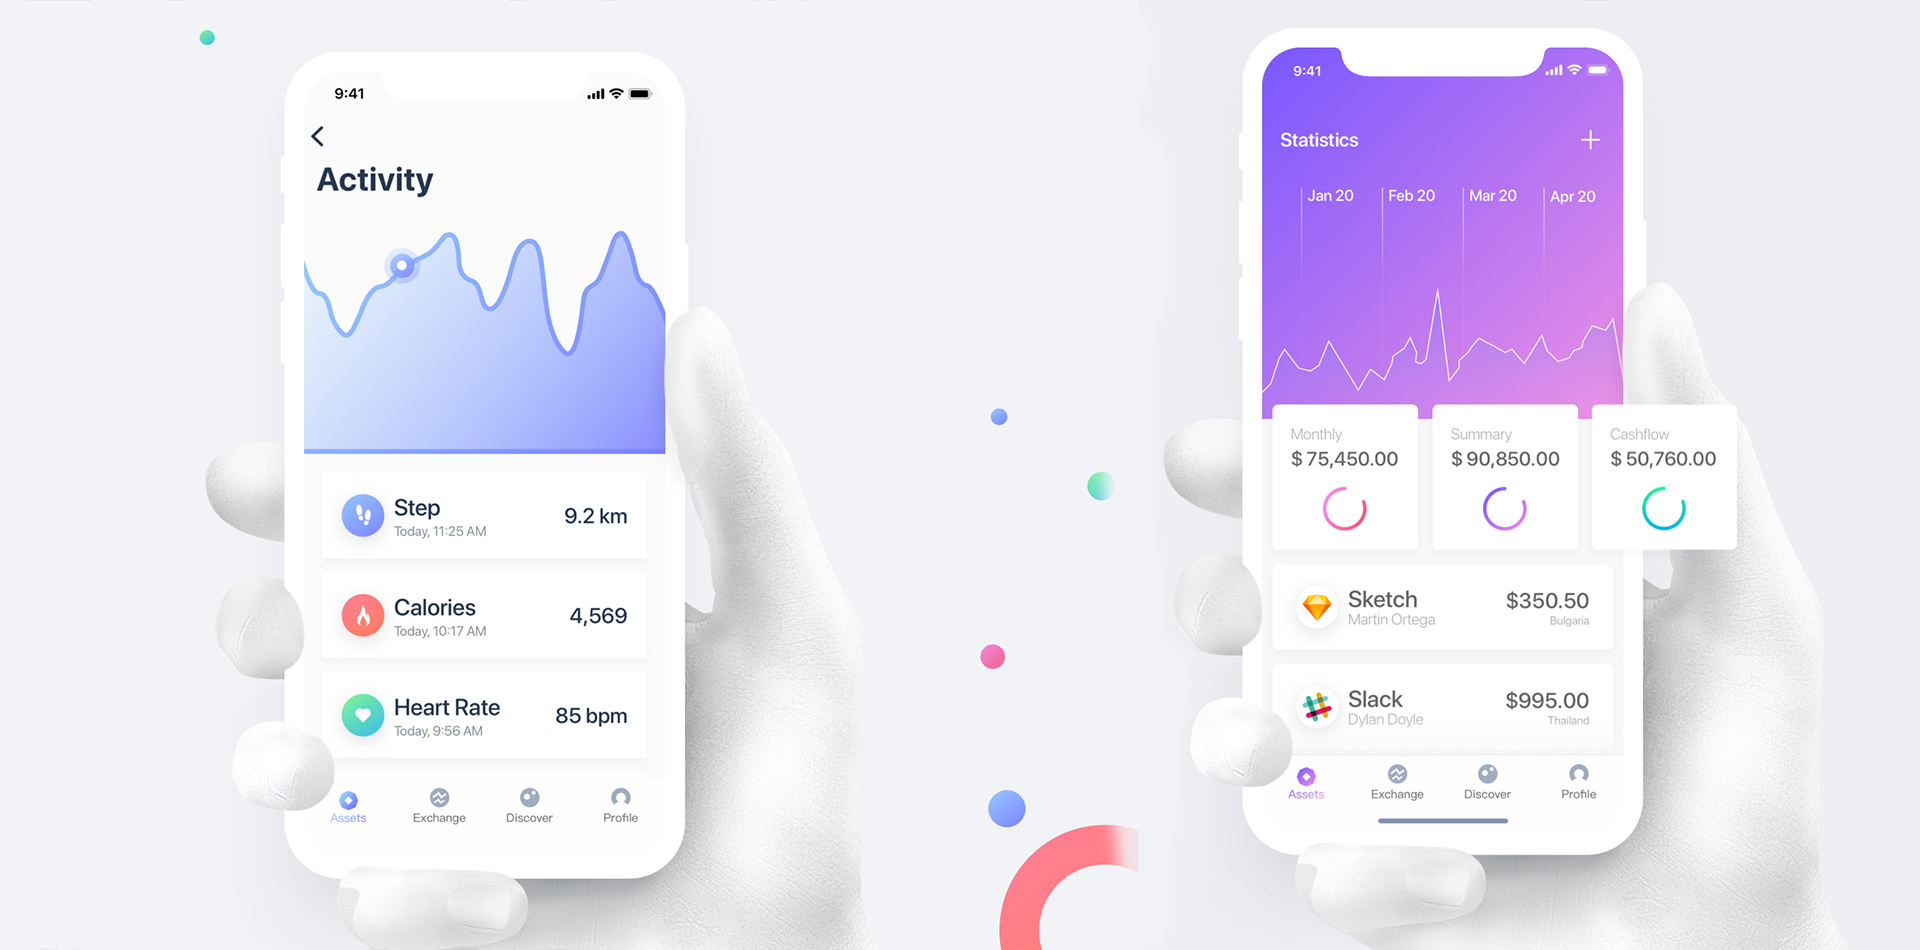 9:41
Activity
Step
Today, 11:25 AM
9.2 km
Calories
Today, 10:17 AM
4,569
Heart Rate
Today, 9:56 AM
85 bpm
Assets Exchange Discover Profile
9:41
Statistics
Jan 20 Feb 20 Mar 20 Apr 20
Monthly
$ 75,450.00
Summary
$ 90,850.00
Cashflow
$ 50,760.00
Sketch
Martin Ortega
$350.50
Bulgaria
Slack
Dylan Doyle
$995.00
Thailand
Assets Exchange Discover Profile